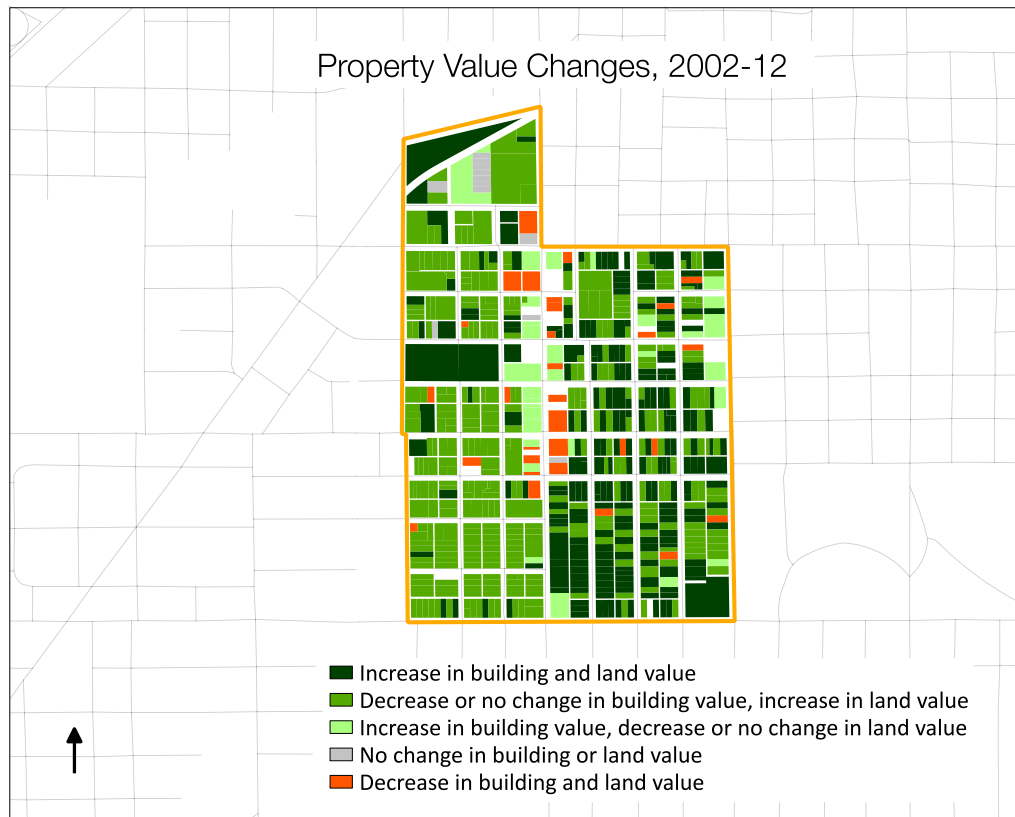 Property Value Changes, 2002-12
Increase in building and land value
Decrease or no change in building value, increase in land value
Increase in building value, decrease or no change in land value
No change in building or land value
Decrease in building and land value